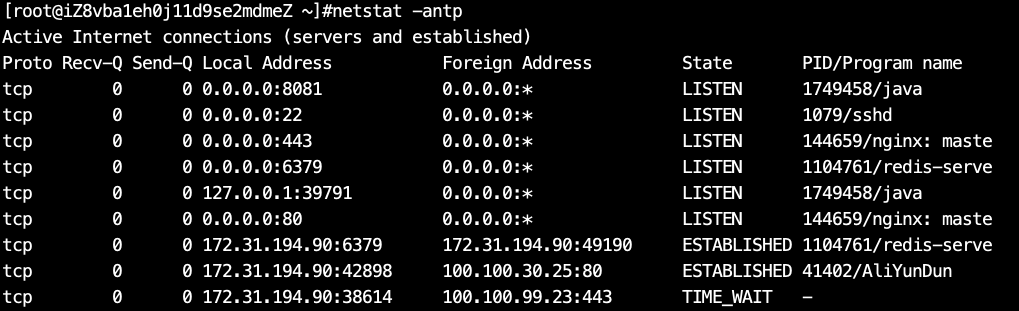 [root@iZ8vba1eh0j11d9se2mdmeZ ~]#netstat -antp
Active Internet connections (servers and established)
Proto Recv-Q Send-Q Local Address           Foreign Address         State       PID/Program name
tcp        0      0 0.0.0.0:8081            0.0.0.0:*               LISTEN      1749458/java
tcp        0      0 0.0.0.0:22              0.0.0.0:*               LISTEN      1079/sshd
tcp        0      0 0.0.0.0:443             0.0.0.0:*               LISTEN      144659/nginx: maste
tcp        0      0 0.0.0.0:6379            0.0.0.0:*               LISTEN      1104761/redis-serve
tcp        0      0 127.0.0.1:39791         0.0.0.0:*               LISTEN      1749458/java
tcp        0      0 0.0.0.0:80              0.0.0.0:*               LISTEN      144659/nginx: maste
tcp        0      0 172.31.194.90:6379      172.31.194.90:49190     ESTABLISHED 1104761/redis-serve
tcp        0      0 172.31.194.90:42898     100.100.30.25:80        ESTABLISHED 41402/AliYunDun
tcp        0      0 172.31.194.90:38614     100.100.99.23:443       TIME_WAIT   -